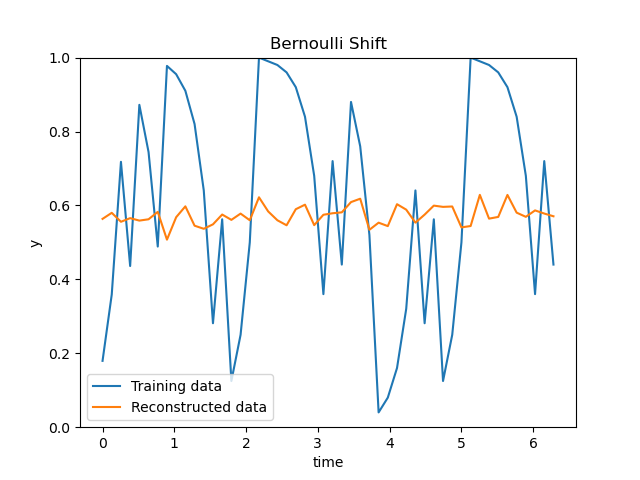 Bernoulli Shift
1.0
0.8
0.6
0.4
0.2
0.0
y
Training data
Reconstructed data
0 1 2 3 4 5 6
time